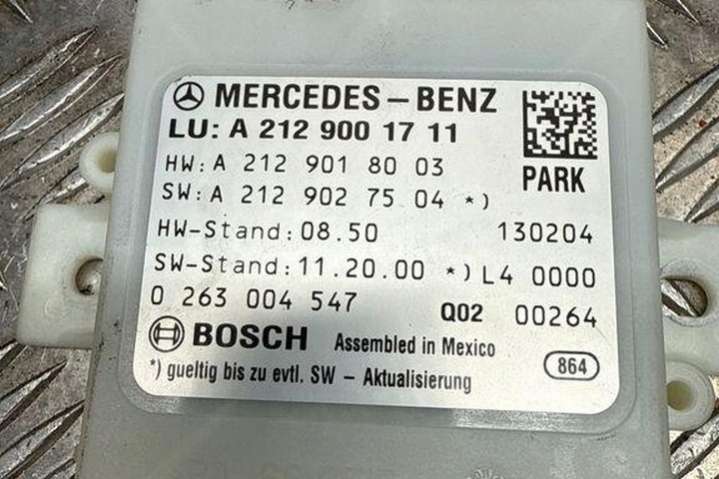 MERCEDES-BENZ
LU: A 212 900 17 11
HW: A 212 901 80 03
PARK
SW: A 212 902 75 04 *)
HW-Stand: 08.50 130204
SW-Stand: 11.20.00 *) L4 0000
0 263 004 547 Q02 00264
BOSCH Assembled in Mexico 864
*) gueltig bis zu evtl. SW - Aktualisierung